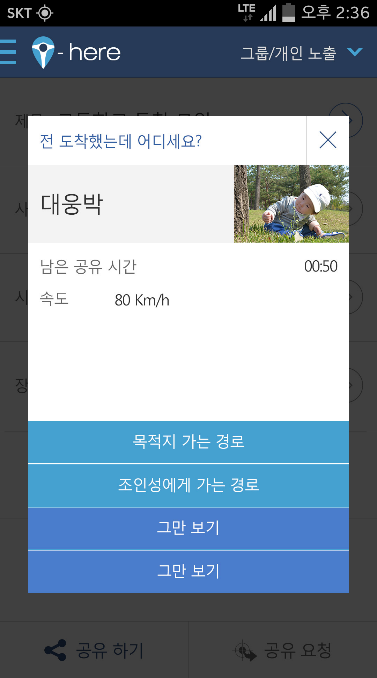 SKT LTE 오후 2:36
- here 그룹/개인 노출
전 도착했는데 어디세요?
대웅박
남은 공유 시간 00:50
속도 80 Km/h
목적지 가는 경로
조인성에게 가는 경로
그만 보기
그만 보기
공유 하기 공유 요청